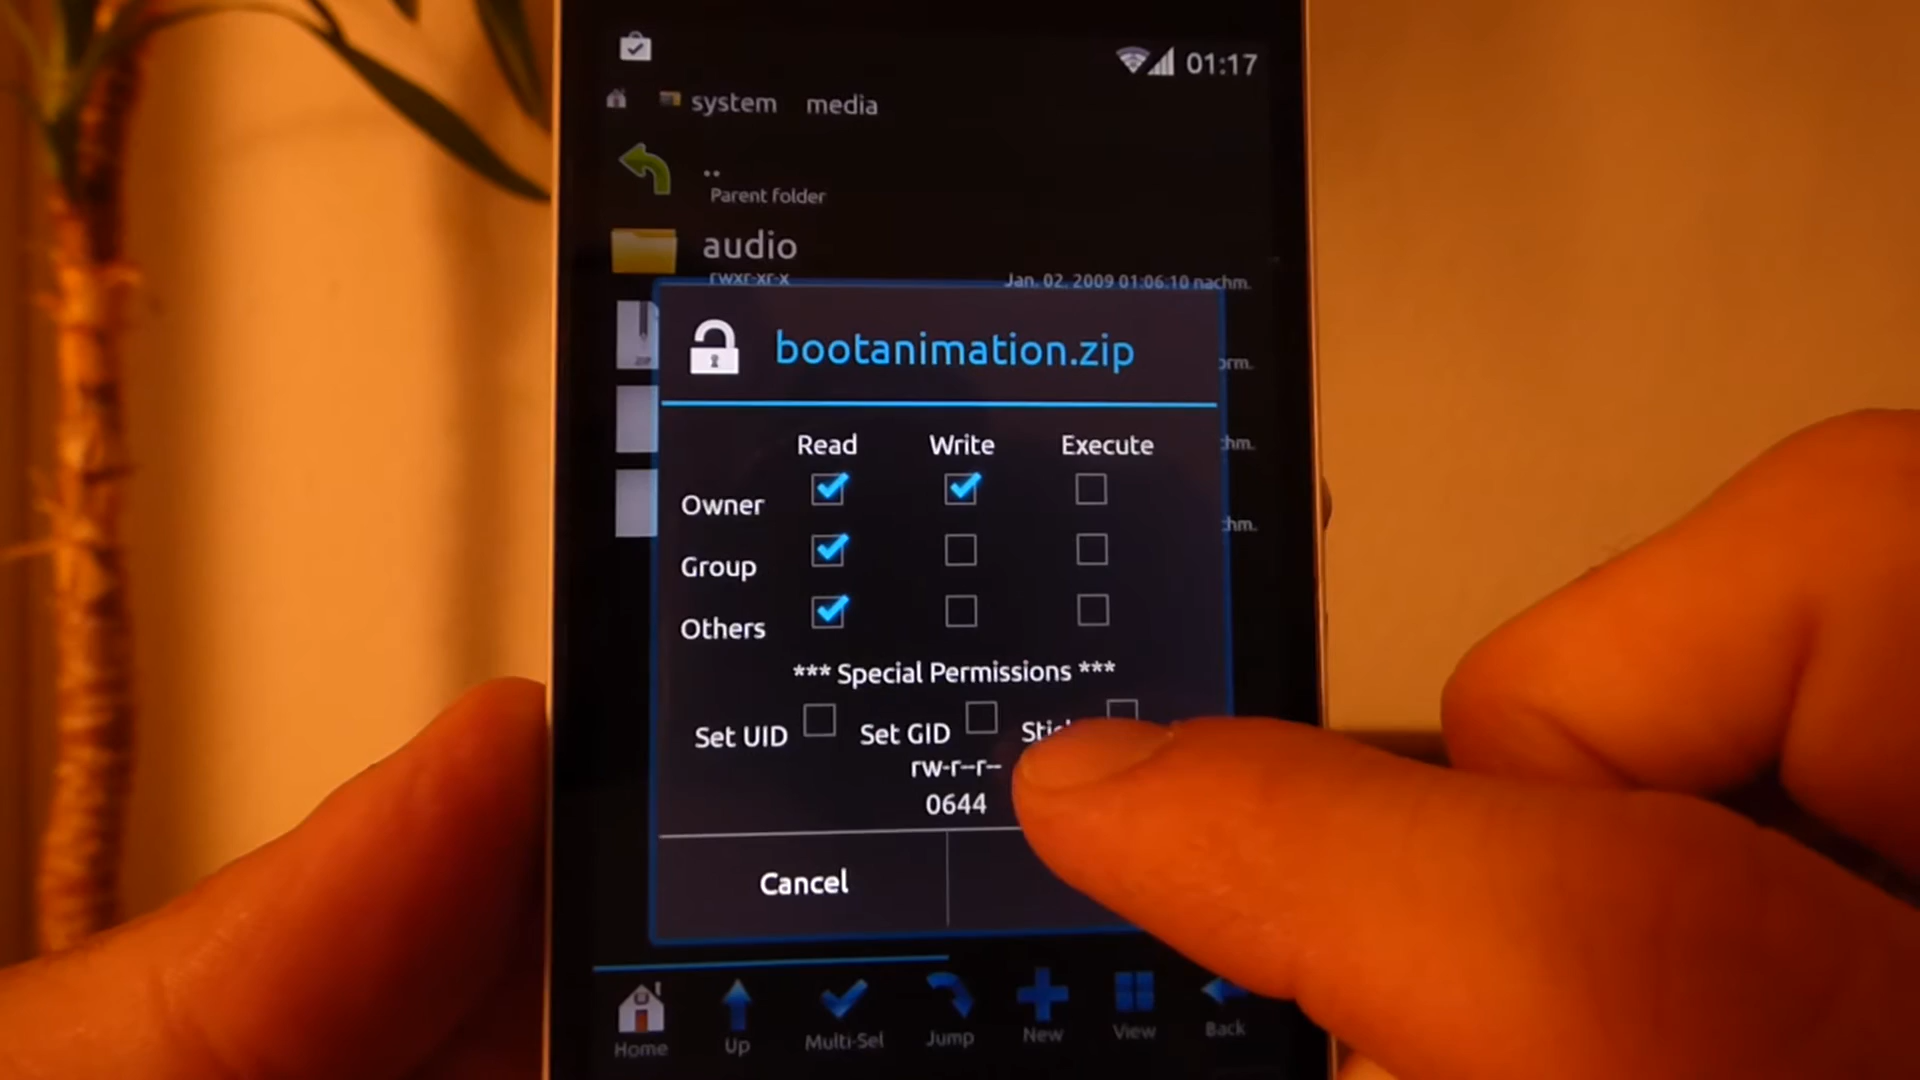 01:17
system media
..
Parent folder
audio
rwxr-xr-x Jan. 02. 2009 01:06:10 nachm.
bootanimation.zip
Read Write Execute
Owner
Group
Others
*** Special Permissions ***
Set UID Set GID
rw-r--r--
0644
Cancel
Home Up Multi-Sel Jump New View Back